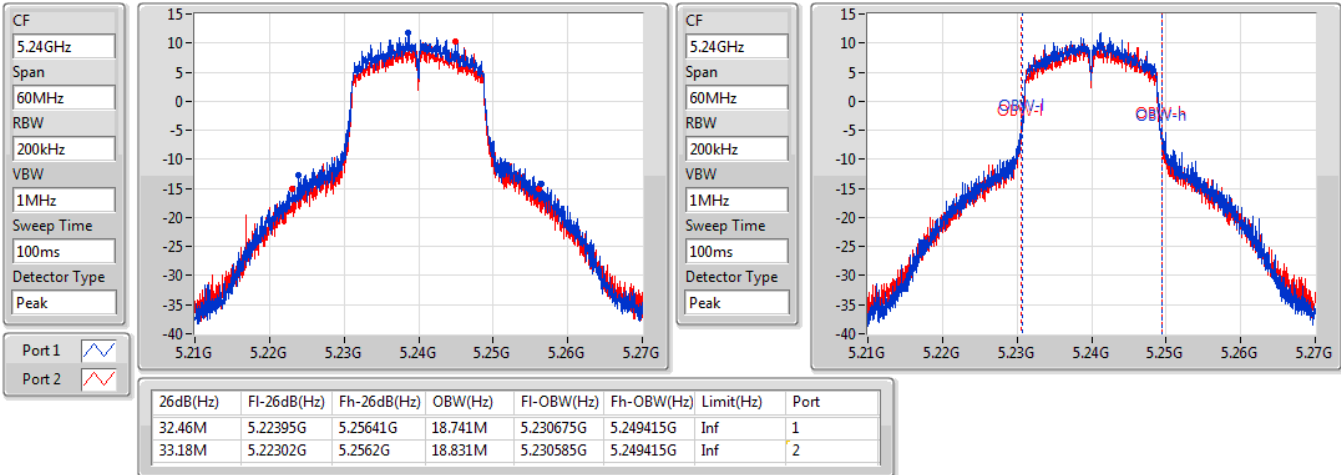 CF
5.24GHz
Span
60MHz
RBW
200kHz
VBW
1MHz
Sweep Time
100ms
Detector Type
Peak
15
10
5
0
-5
-10
-15
-20
-25
-30
-35
-40
5.21G 5.22G 5.23G 5.24G 5.25G 5.26G 5.27G
CF
5.24GHz
Span
60MHz
RBW
200kHz
VBW
1MHz
Sweep Time
100ms
Detector Type
Peak
15
10
5
0
-5
-10
-15
-20
-25
-30
-35
-40
OBW-l
OBW-l
OBW-h
OBW-h
5.21G 5.22G 5.23G 5.24G 5.25G 5.26G 5.27G
Port 1
Port 2
26dB(Hz) Fl-26dB(Hz) Fh-26dB(Hz) OBW(Hz) Fl-OBW(Hz) Fh-OBW(Hz) Limit(Hz) Port
32.46M 5.22395G 5.25641G 18.741M 5.230675G 5.249415G Inf 1
33.18M 5.22302G 5.2562G 18.831M 5.230585G 5.249415G Inf 2